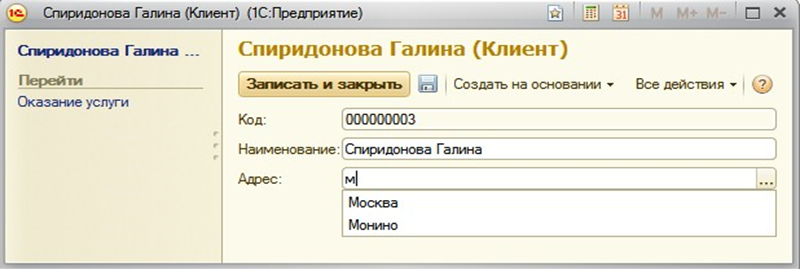 Спиридонова Галина (Клиент) (1С:Предприятие)
31 M M+ M-
Спиридонова Галина ...
Перейти
Оказание услуги
Спиридонова Галина (Клиент)
Записать и закрыть Создать на основании Все действия ?
Код: 000000003
Наименование: Спиридонова Галина
Адрес: м ...
Москва
Монино